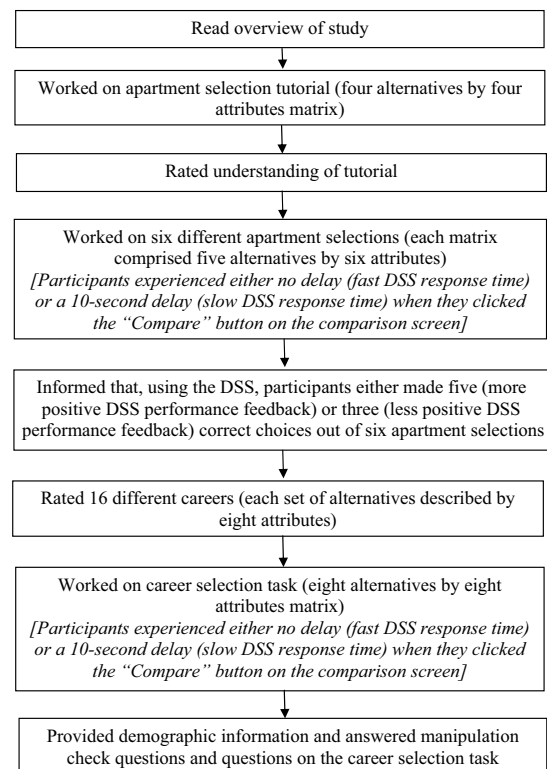 Read overview of study
Worked on apartment selection tutorial (four alternatives by four
attributes matrix)
Rated understanding of tutorial
Worked on six different apartment selections (each matrix
comprised five alternatives by six attributes)
[Participants experienced either no delay (fast DSS response time)
or a 10-second delay (slow DSS response time) when they clicked
the “Compare” button on the comparison screen]
Informed that, using the DSS, participants either made five (more
positive DSS performance feedback) or three (less positive DSS
performance feedback) correct choices out of six apartment selections
Rated 16 different careers (each set of alternatives described by
eight attributes)
Worked on career selection task (eight alternatives by eight
attributes matrix)
[Participants experienced either no delay (fast DSS response time)
or a 10-second delay (slow DSS response time) when they clicked
the “Compare” button on the comparison screen]
Provided demographic information and answered manipulation
check questions and questions on the career selection task